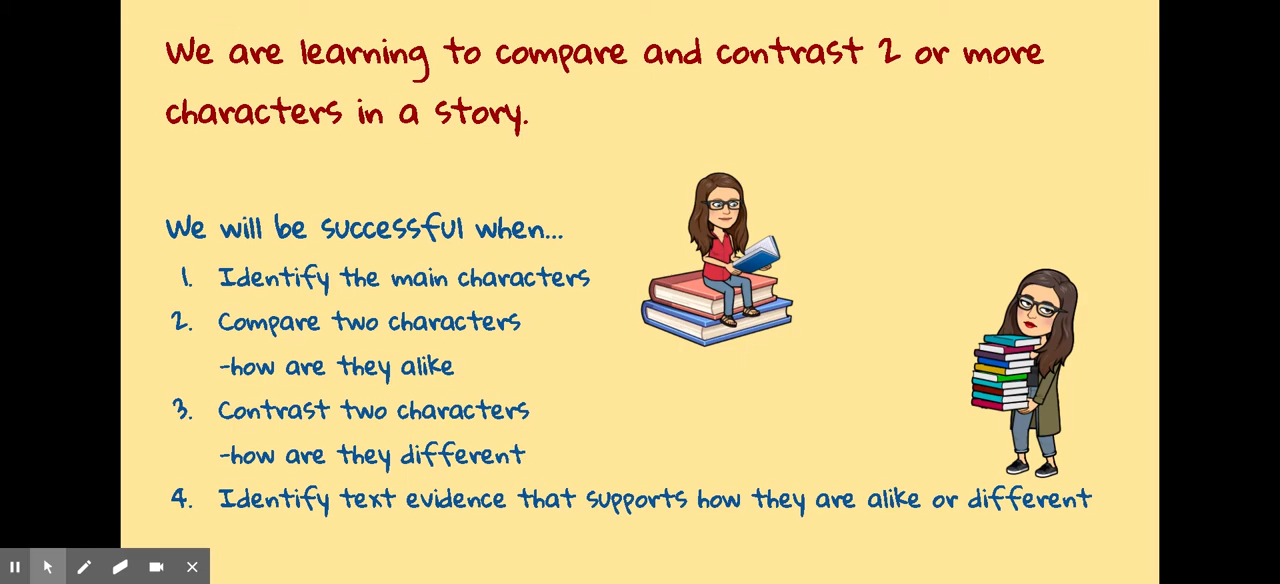 We are learning to compare and contrast 2 or more
characters in a story.
We will be successful when...
1. Identify the main characters
2. Compare two characters
-how are they alike
3. Contrast two characters
-how are they different
4. Identify text evidence that supports how they are alike or different